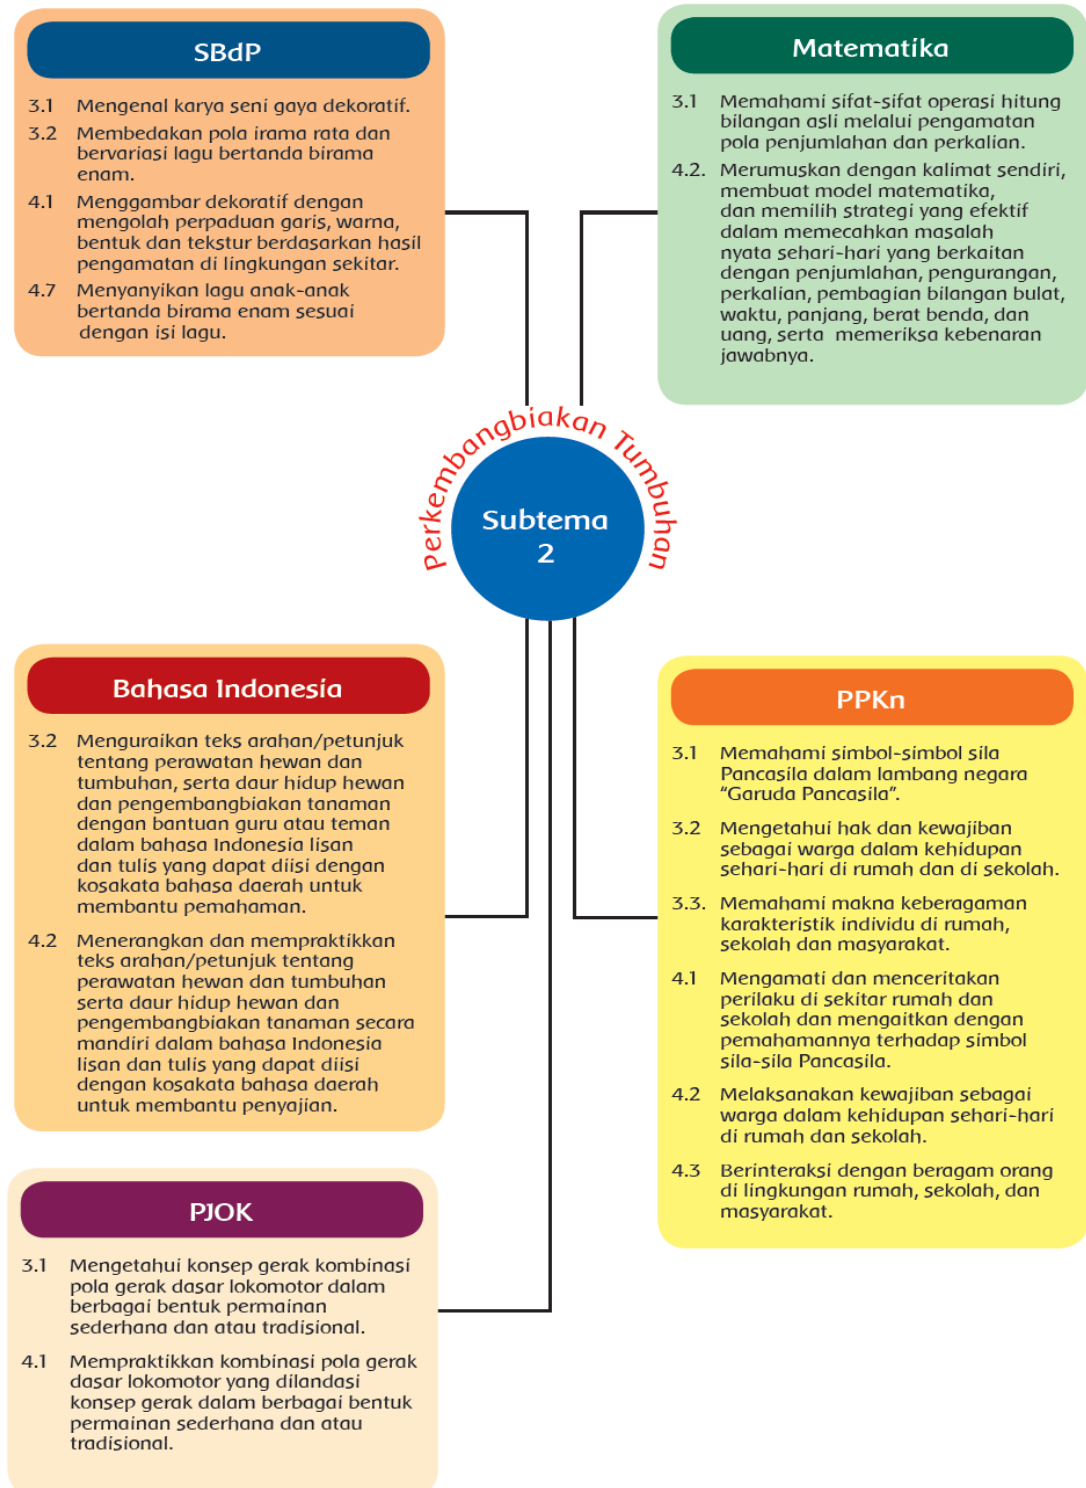 SBdP
3.1 Mengenal karya seni gaya dekoratif.
3.2 Membedakan pola irama rata dan
bervariasi lagu bertanda birama
enam.
4.1 Menggambar dekoratif dengan
mengolah perpaduan garis, warna,
bentuk dan tekstur berdasarkan hasil
pengamatan di lingkungan sekitar.
4.7 Menyanyikan lagu anak-anak
bertanda birama enam sesuai
dengan isi lagu.
Matematika
3.1 Memahami sifat-sifat operasi hitung
bilangan asli melalui pengamatan
pola penjumlahan dan perkalian.
4.2. Merumuskan dengan kalimat sendiri,
membuat model matematika,
dan memilih strategi yang efektif
dalam memecahkan masalah
nyata sehari-hari yang berkaitan
dengan penjumlahan, pengurangan,
perkalian, pembagian bilangan bulat,
waktu, panjang, berat benda, dan
uang, serta memeriksa kebenaran
jawabnya.
Perkembangbiakan Tumbuhan
Subtema
2
Bahasa Indonesia
3.2 Menguraikan teks arahan/petunjuk
tentang perawatan hewan dan
tumbuhan, serta daur hidup hewan
dan pengembangbiakan tanaman
dengan bantuan guru atau teman
dalam bahasa Indonesia lisan
dan tulis yang dapat diisi dengan
kosakata bahasa daerah untuk
membantu pemahaman.
4.2 Menerangkan dan mempraktikkan
teks arahan/petunjuk tentang
perawatan hewan dan tumbuhan
serta daur hidup hewan dan
pengembangbiakan tanaman secara
mandiri dalam bahasa Indonesia
lisan dan tulis yang dapat diisi
dengan kosakata bahasa daerah
untuk membantu penyajian.
PPKn
3.1 Memahami simbol-simbol sila
Pancasila dalam lambang negara
“Garuda Pancasila”.
3.2 Mengetahui hak dan kewajiban
sebagai warga dalam kehidupan
sehari-hari di rumah dan di sekolah.
3.3. Memahami makna keberagaman
karakteristik individu di rumah,
sekolah dan masyarakat.
4.1 Mengamati dan menceritakan
perilaku di sekitar rumah dan
sekolah dan mengaitkan dengan
pemahamannya terhadap simbol
sila-sila Pancasila.
4.2 Melaksanakan kewajiban sebagai
warga dalam kehidupan sehari-hari
di rumah dan sekolah.
4.3 Berinteraksi dengan beragam orang
di lingkungan rumah, sekolah, dan
masyarakat.
PJOK
3.1 Mengetahui konsep gerak kombinasi
pola gerak dasar lokomotor dalam
berbagai bentuk permainan
sederhana dan atau tradisional.
4.1 Mempraktikkan kombinasi pola gerak
dasar lokomotor yang dilandasi
konsep gerak dalam berbagai bentuk
permainan sederhana dan atau
tradisional.